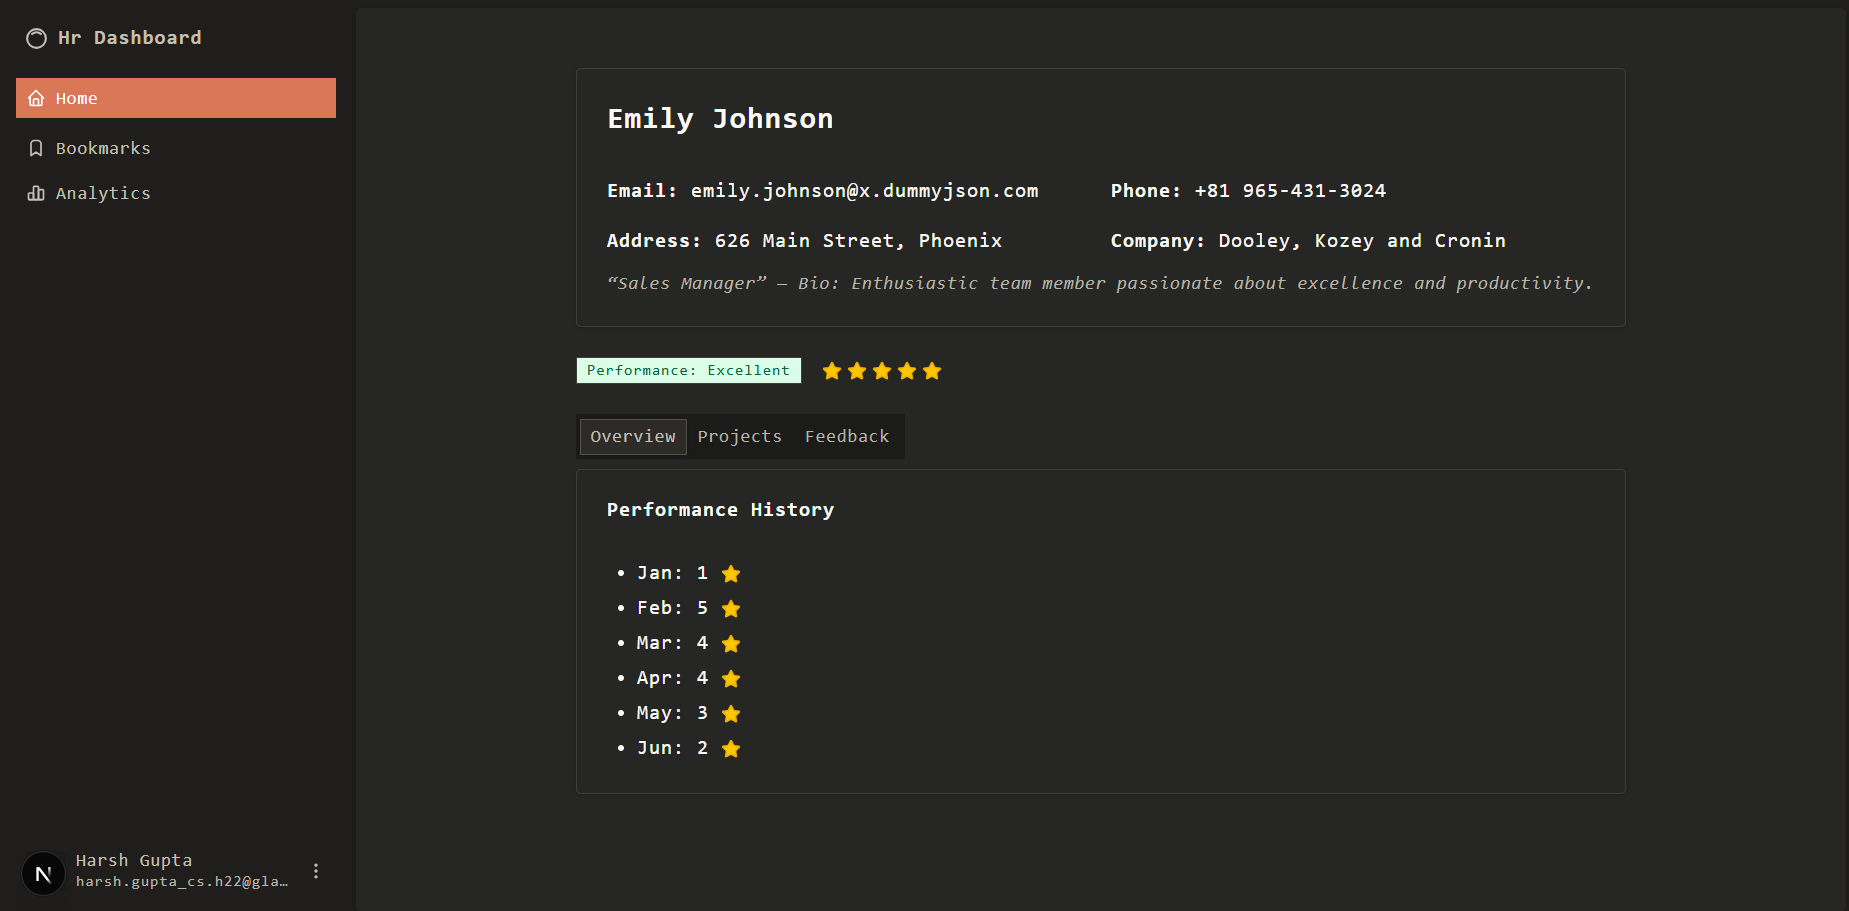 Hr Dashboard
Home
Bookmarks
Analytics
Emily Johnson
Email: emily.johnson@x.dummyjson.com
Phone: +81 965-431-3024
Address: 626 Main Street, Phoenix
Company: Dooley, Kozey and Cronin
“Sales Manager” — Bio: Enthusiastic team member passionate about excellence and productivity.
Performance: Excellent
Overview Projects Feedback
Performance History
• Jan: 1
• Feb: 5
• Mar: 4
• Apr: 4
• May: 3
• Jun: 2
N
Harsh Gupta
harsh.gupta_cs.h22@gla…